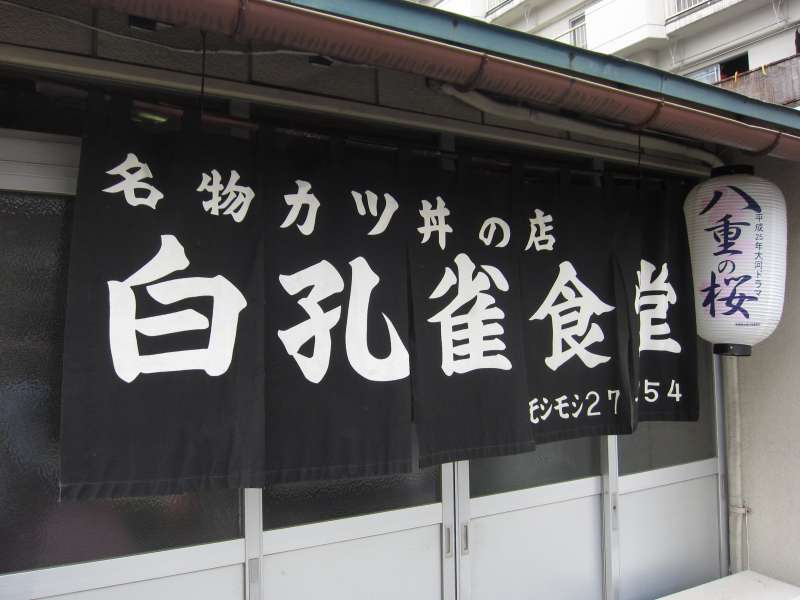 名物カツ丼の店
白孔雀食堂
モシモシ27 254
八重の桜
平成25年大河ドラマ